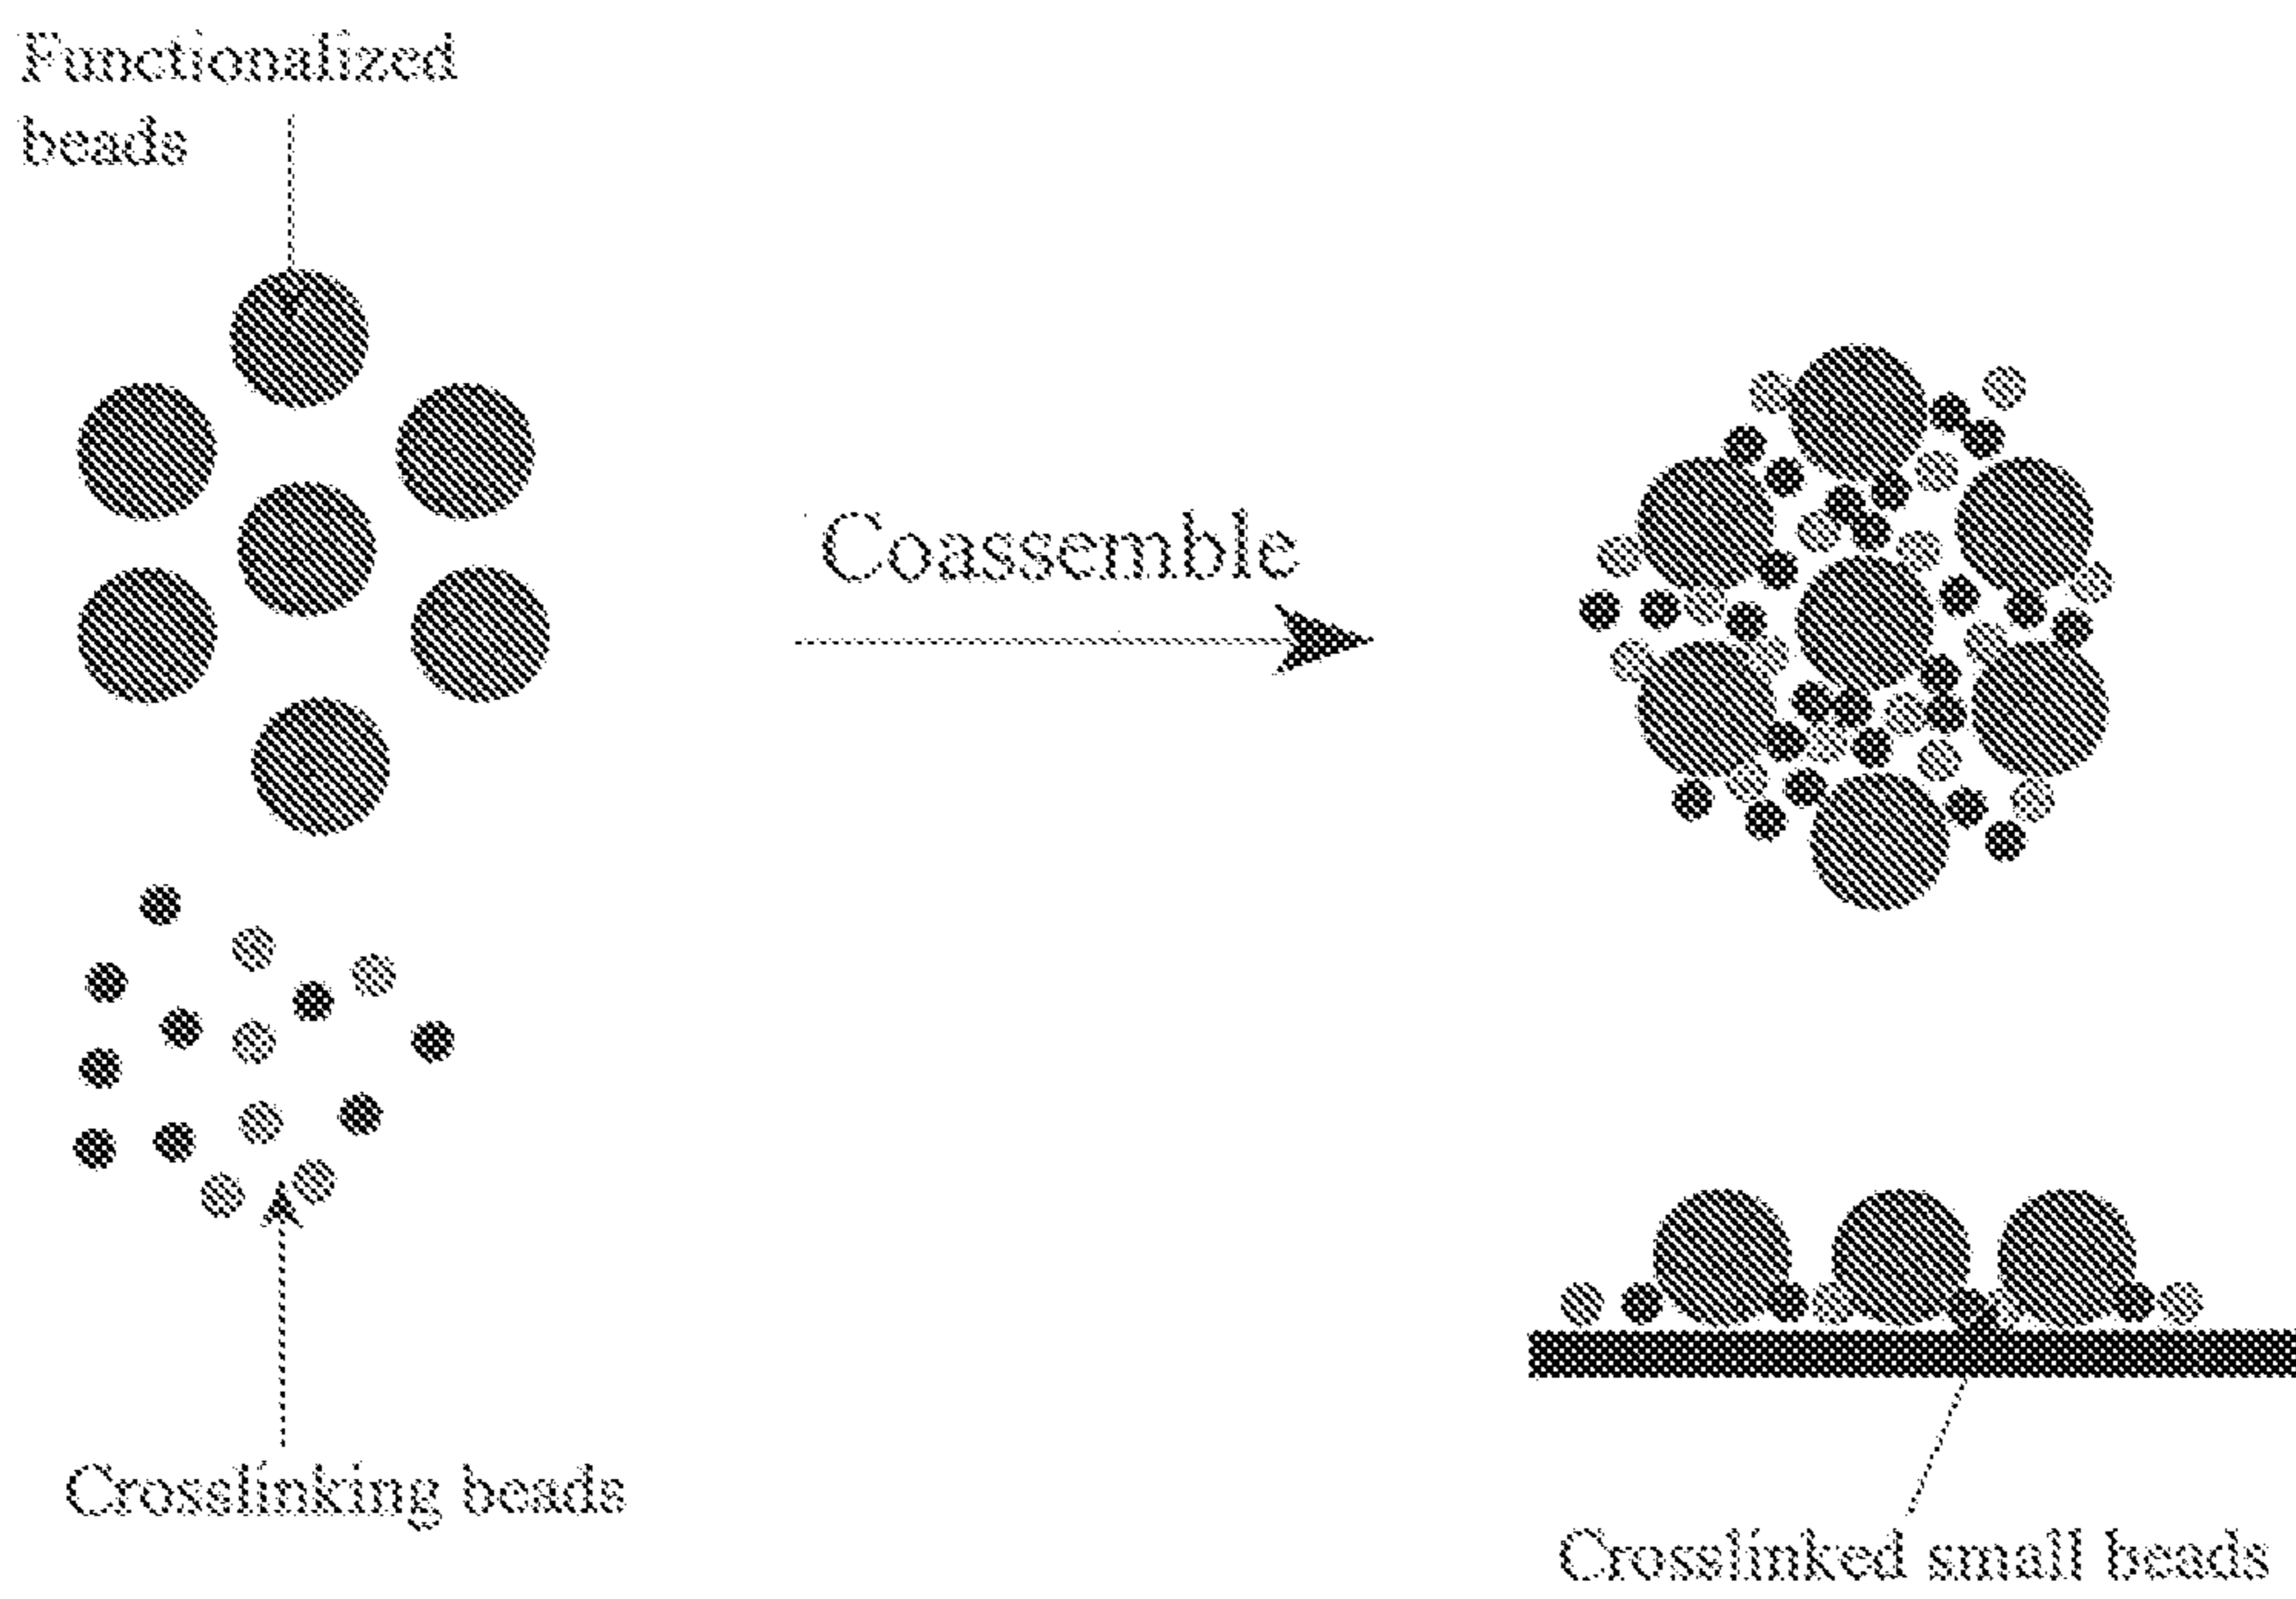 Functionalized
beads
Coassemble
Crosslinking beads
Crosslinked small beads